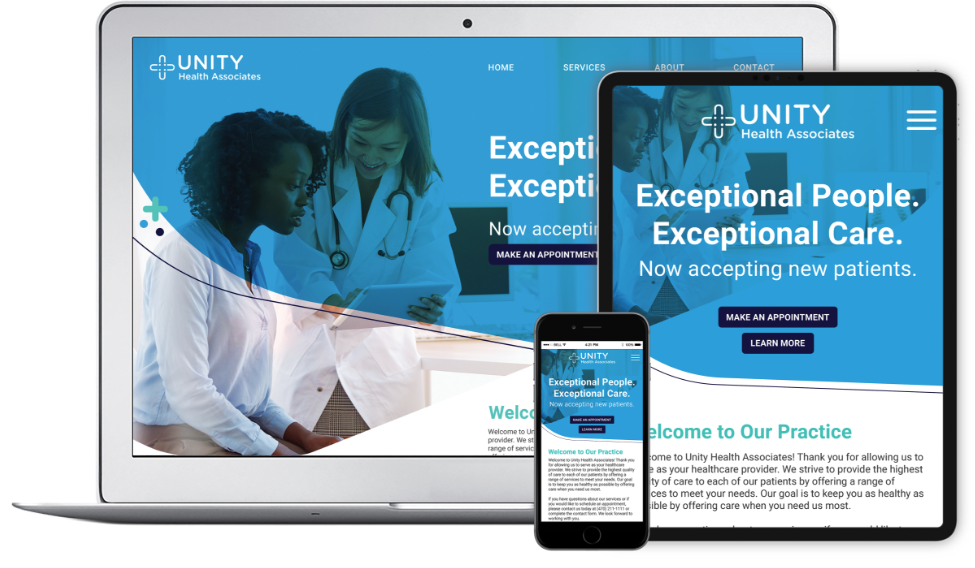 UNITY
Health Associates
HOME SERVICES ABOUT CONTACT
Excepti
Excepti
Now accepti
MAKE AN APPOINTMENT
Welc
Welcome to Un
provider. We st
range of servic
UNITY
Health Associates
Exceptional People.
Exceptional Care.
Now accepting new patients.
MAKE AN APPOINTMENT
LEARN MORE
elcome to Our Practice
come to Unity Health Associates! Thank you for allowing us to
e as your healthcare provider. We strive to provide the highest
ity of care to each of our patients by offering a range of
ices to meet your needs. Our goal is to keep you as healthy as
sible by offering care when you need us most.
UNITY
Health Associates
Exceptional People.
Exceptional Care.
Now accepting new patients.
MAKE AN APPOINTMENT
LEARN MORE
Welcome to Our Practice
Welcome to Unity Health Associates! Thank you
for allowing us to serve as your healthcare
provider. We strive to provide the highest quality
of care to each of our patients by offering a
range of services to meet your needs. Our goal
is to keep you as healthy as possible by offering
care when you need us most.
If you have questions about our services or if
you would like to schedule an appointment,
please contact us today at (410) 211-1111 or
complete the contact form. We look forward to
working with you.